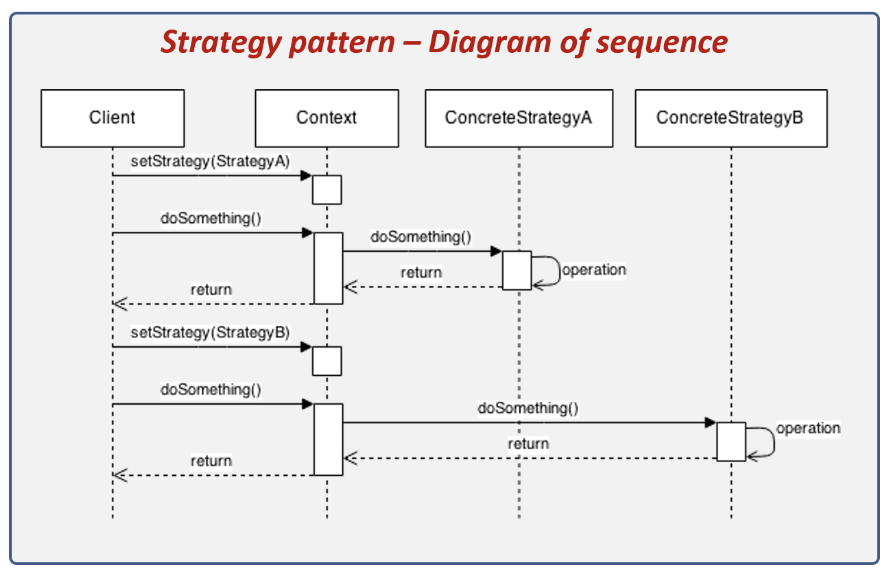 Strategy pattern – Diagram of sequence
Client
Context
ConcreteStrategyA
ConcreteStrategyB
setStrategy(StrategyA)
doSomething()
doSomething()
operation
return
return
setStrategy(StrategyB)
doSomething()
doSomething()
operation
return
return